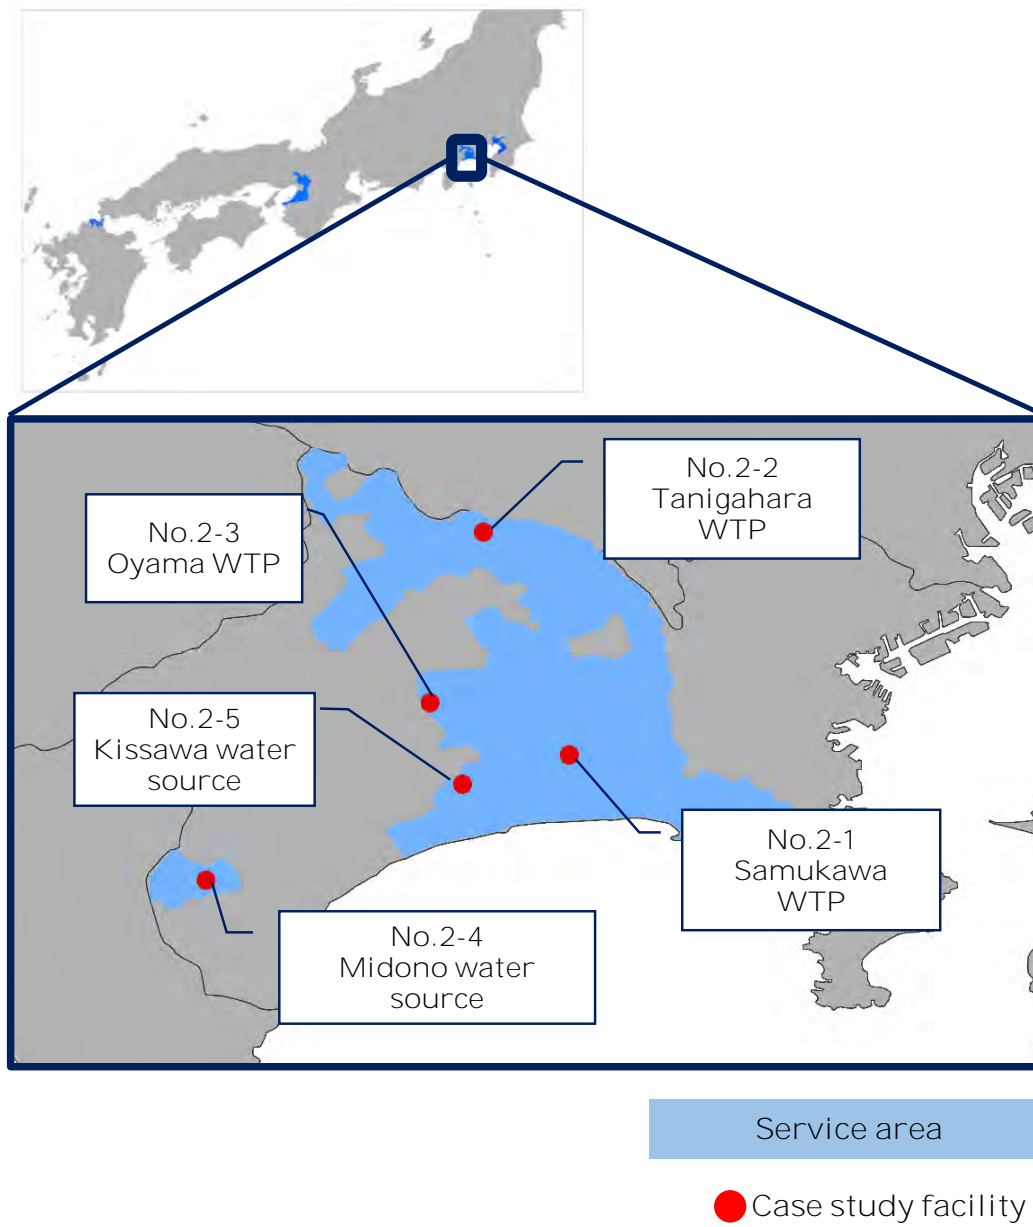 No.2-2
Tanigahara
WTP
No.2-3
Oyama WTP
No.2-5
Kissawa water
source
No.2-1
Samukawa
WTP
No.2-4
Midono water
source
Service area
Case study facility